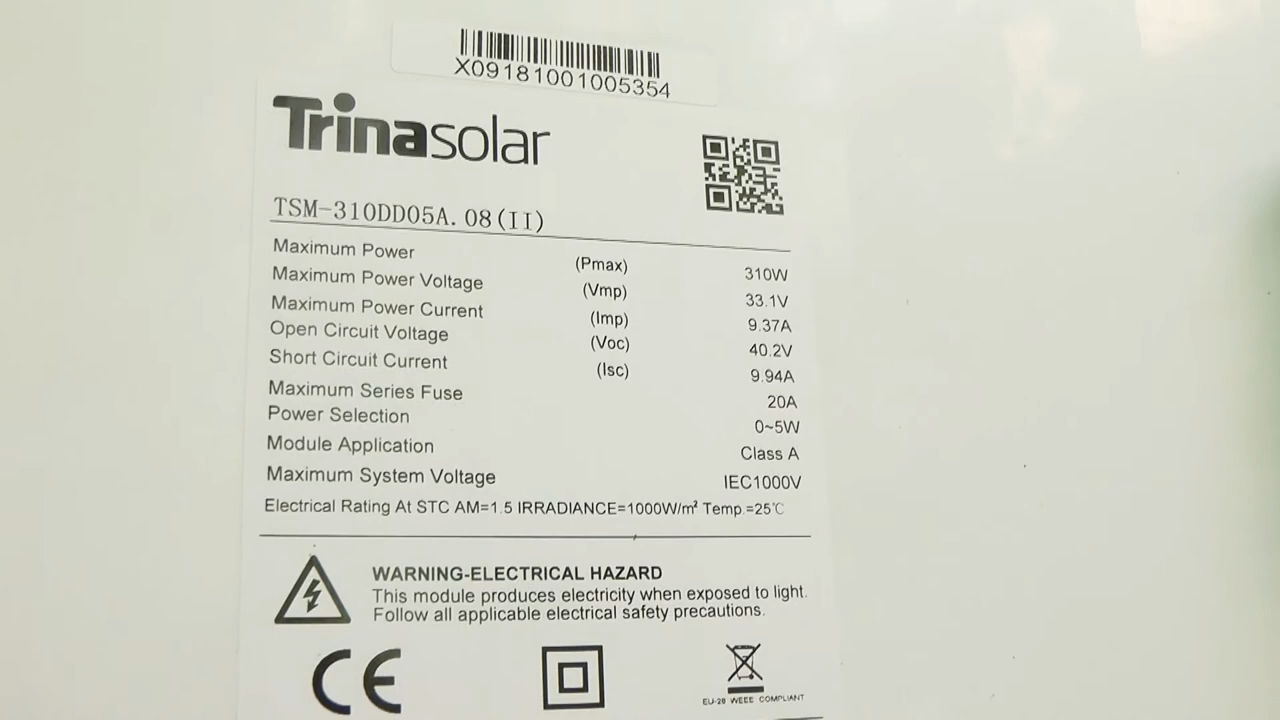 X09181001005354
Trinasolar
TSM-310DD05A.08(II)
Maximum Power (Pmax) 310W
Maximum Power Voltage (Vmp) 33.1V
Maximum Power Current (Imp) 9.37A
Open Circuit Voltage (Voc) 40.2V
Short Circuit Current (Isc) 9.94A
Maximum Series Fuse 20A
Power Selection 0~5W
Module Application Class A
Maximum System Voltage IEC1000V
Electrical Rating At STC AM=1.5 IRRADIANCE=1000W/m² Temp.=25℃
WARNING-ELECTRICAL HAZARD
This module produces electricity when exposed to light.
Follow all applicable electrical safety precautions.
CE
EU-28 WEEE COMPLIANT